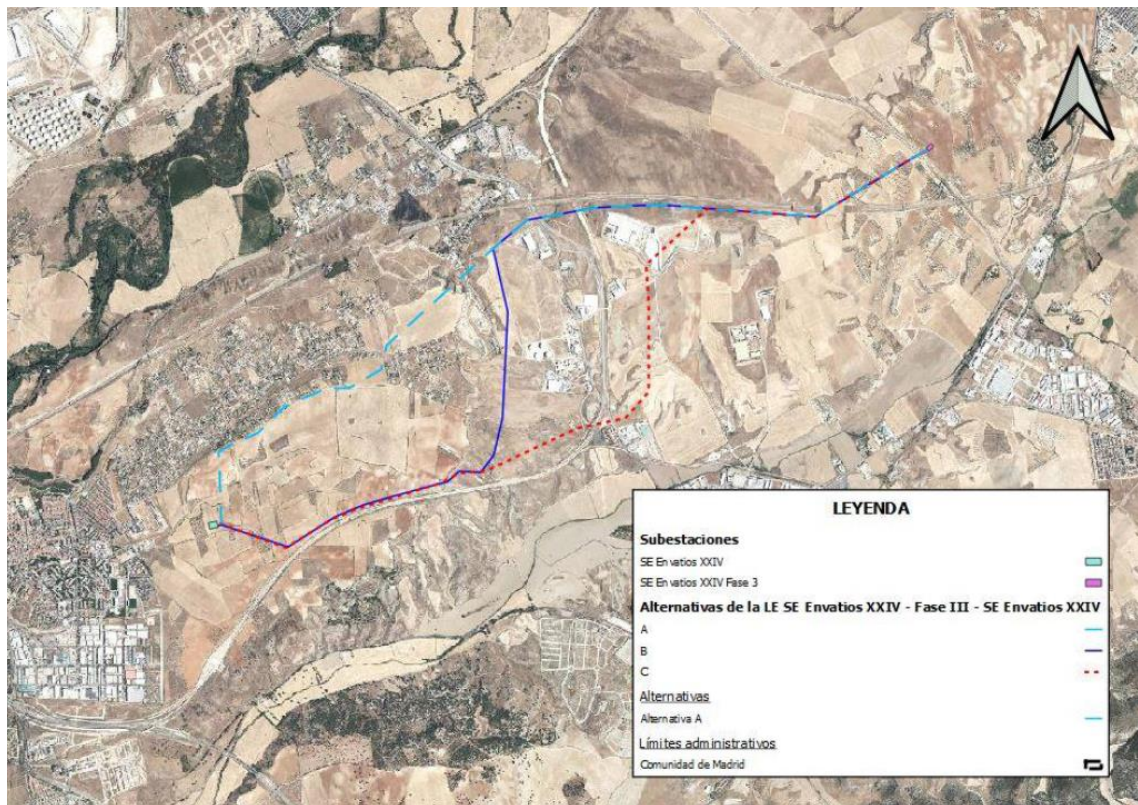 N
LEYENDA
Subestaciones
SE Envatios XXIV
SE Envatios XXIV Fase 3
Alternativas de la LE SE Envatios XXIV - Fase III - SE Envatios XXIV
A
B
C
Alternativas
Alternativa A
Límites administrativos
Comunidad de Madrid